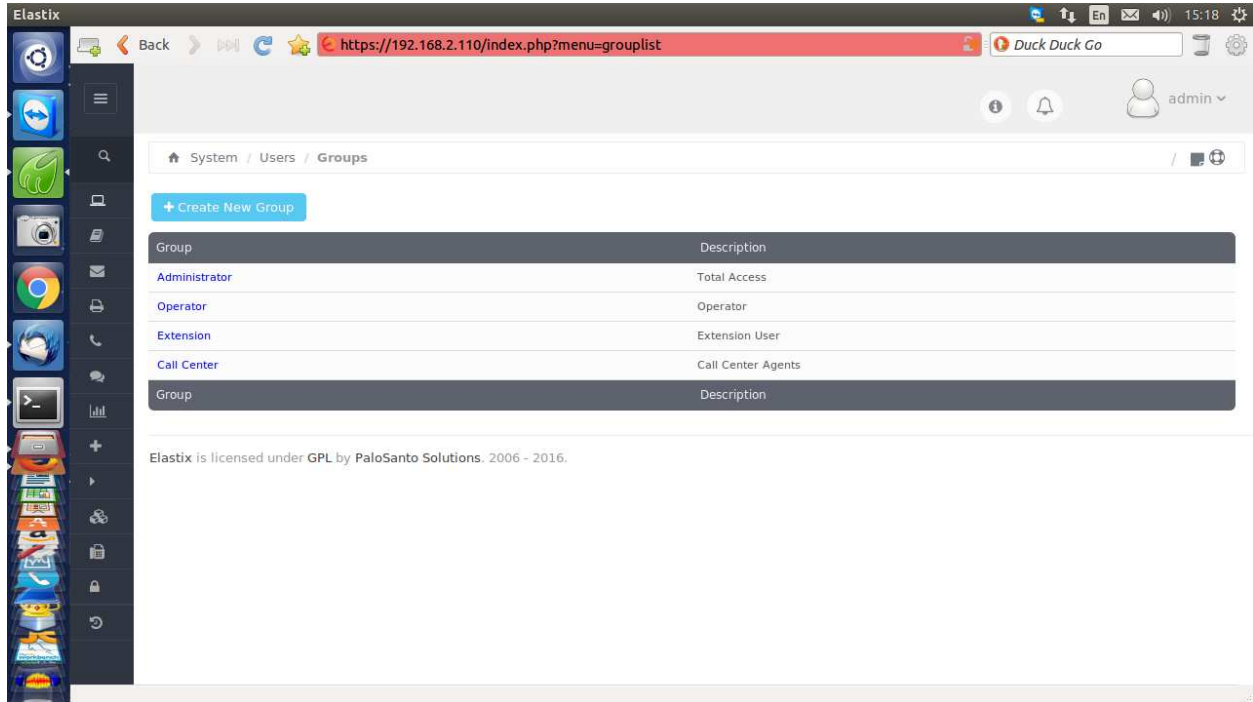 Elastix
En
15:18
Back
https://192.168.2.110/index.php?menu=grouplist
Duck Duck Go
admin
System / Users / Groups
/
+ Create New Group
Group Description
Administrator Total Access
Operator Operator
Extension Extension User
Call Center Call Center Agents
Group Description
Elastix is licensed under GPL by PaloSanto Solutions. 2006 - 2016.